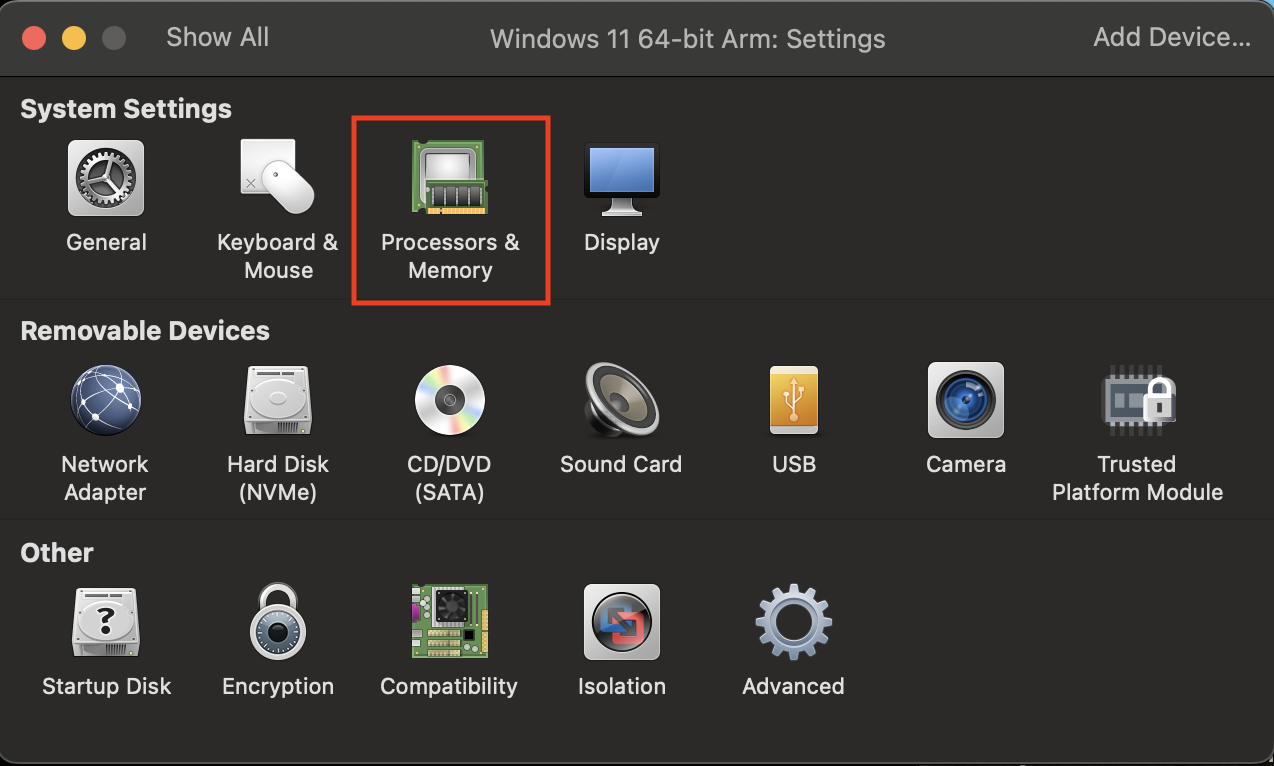 Show All
Windows 11 64-bit Arm: Settings
Add Device...
System Settings
General
Keyboard &
Mouse
Processors &
Memory
Display
Removable Devices
Network
Adapter
Hard Disk
(NVMe)
CD/DVD
(SATA)
Sound Card
USB
Camera
Trusted
Platform Module
Other
?
Startup Disk
Encryption
Compatibility
Isolation
Advanced